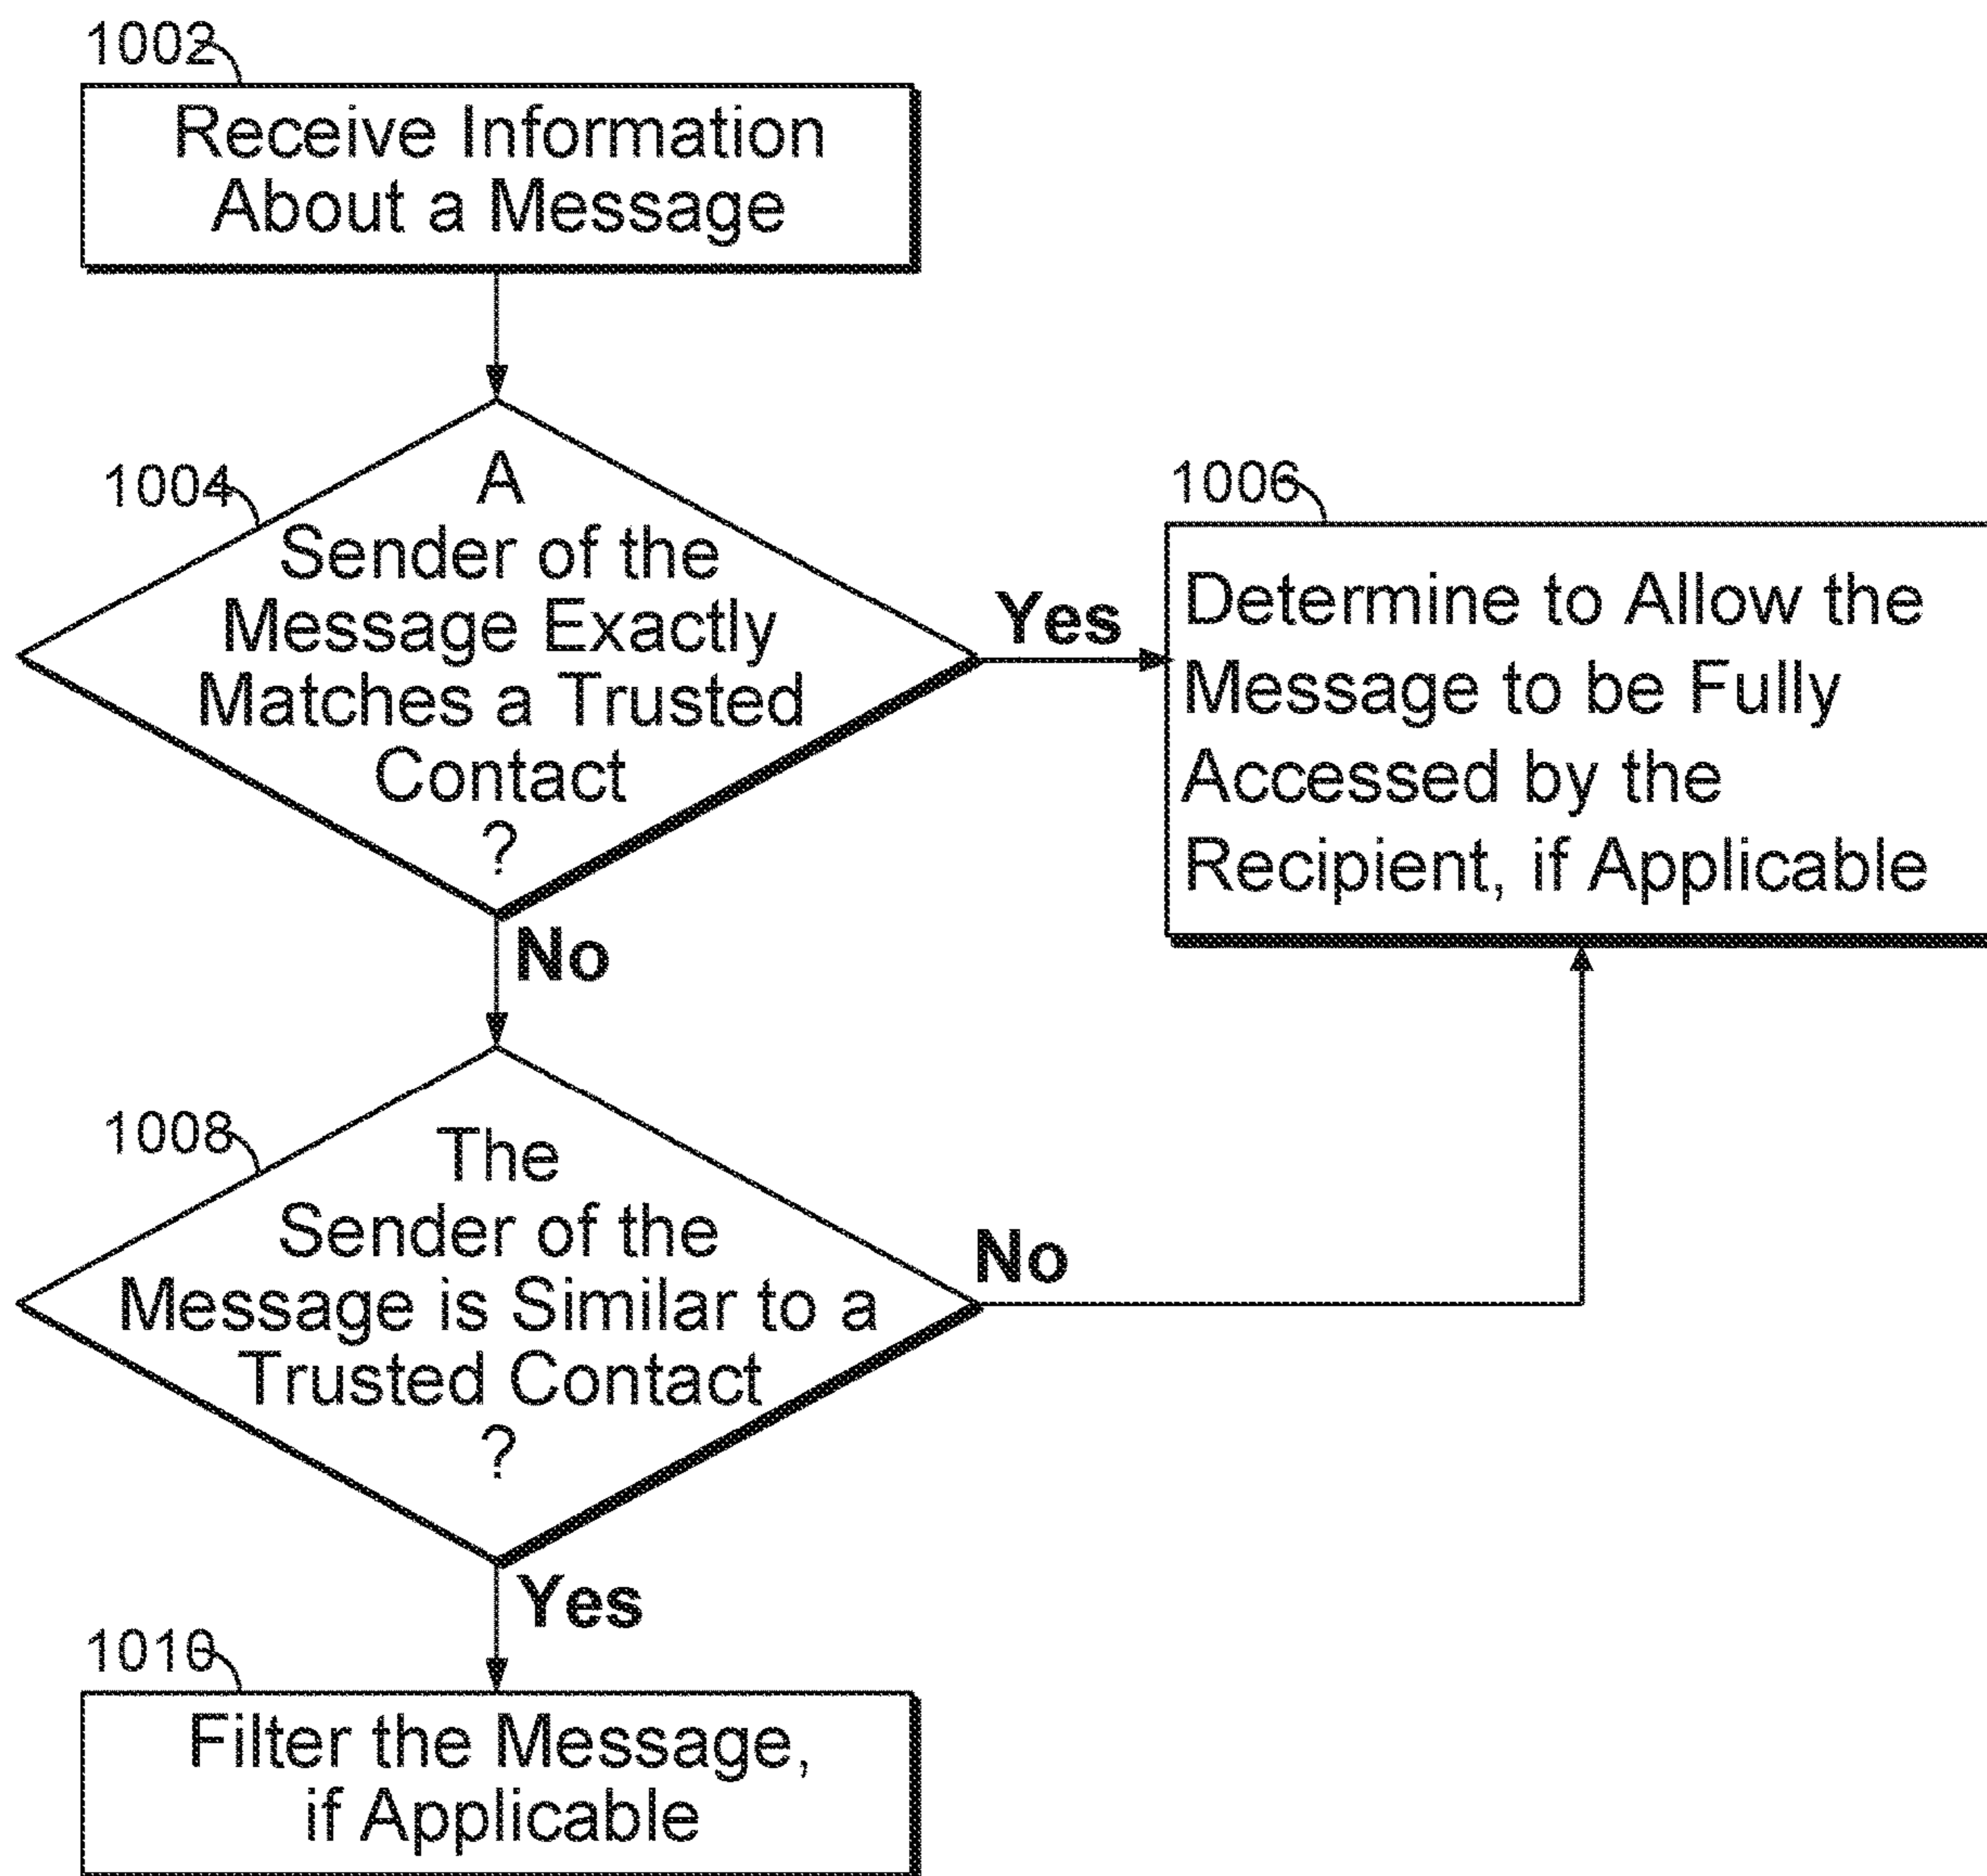 1002
Receive Information
About a Message
1004
A
Sender of the
Message Exactly
Matches a Trusted
Contact
?
Yes
1006
Determine to Allow the
Message to be Fully
Accessed by the
Recipient, if Applicable
No
1008
The
Sender of the
Message is Similar to a
Trusted Contact
?
No
Yes
1010
Filter the Message,
if Applicable